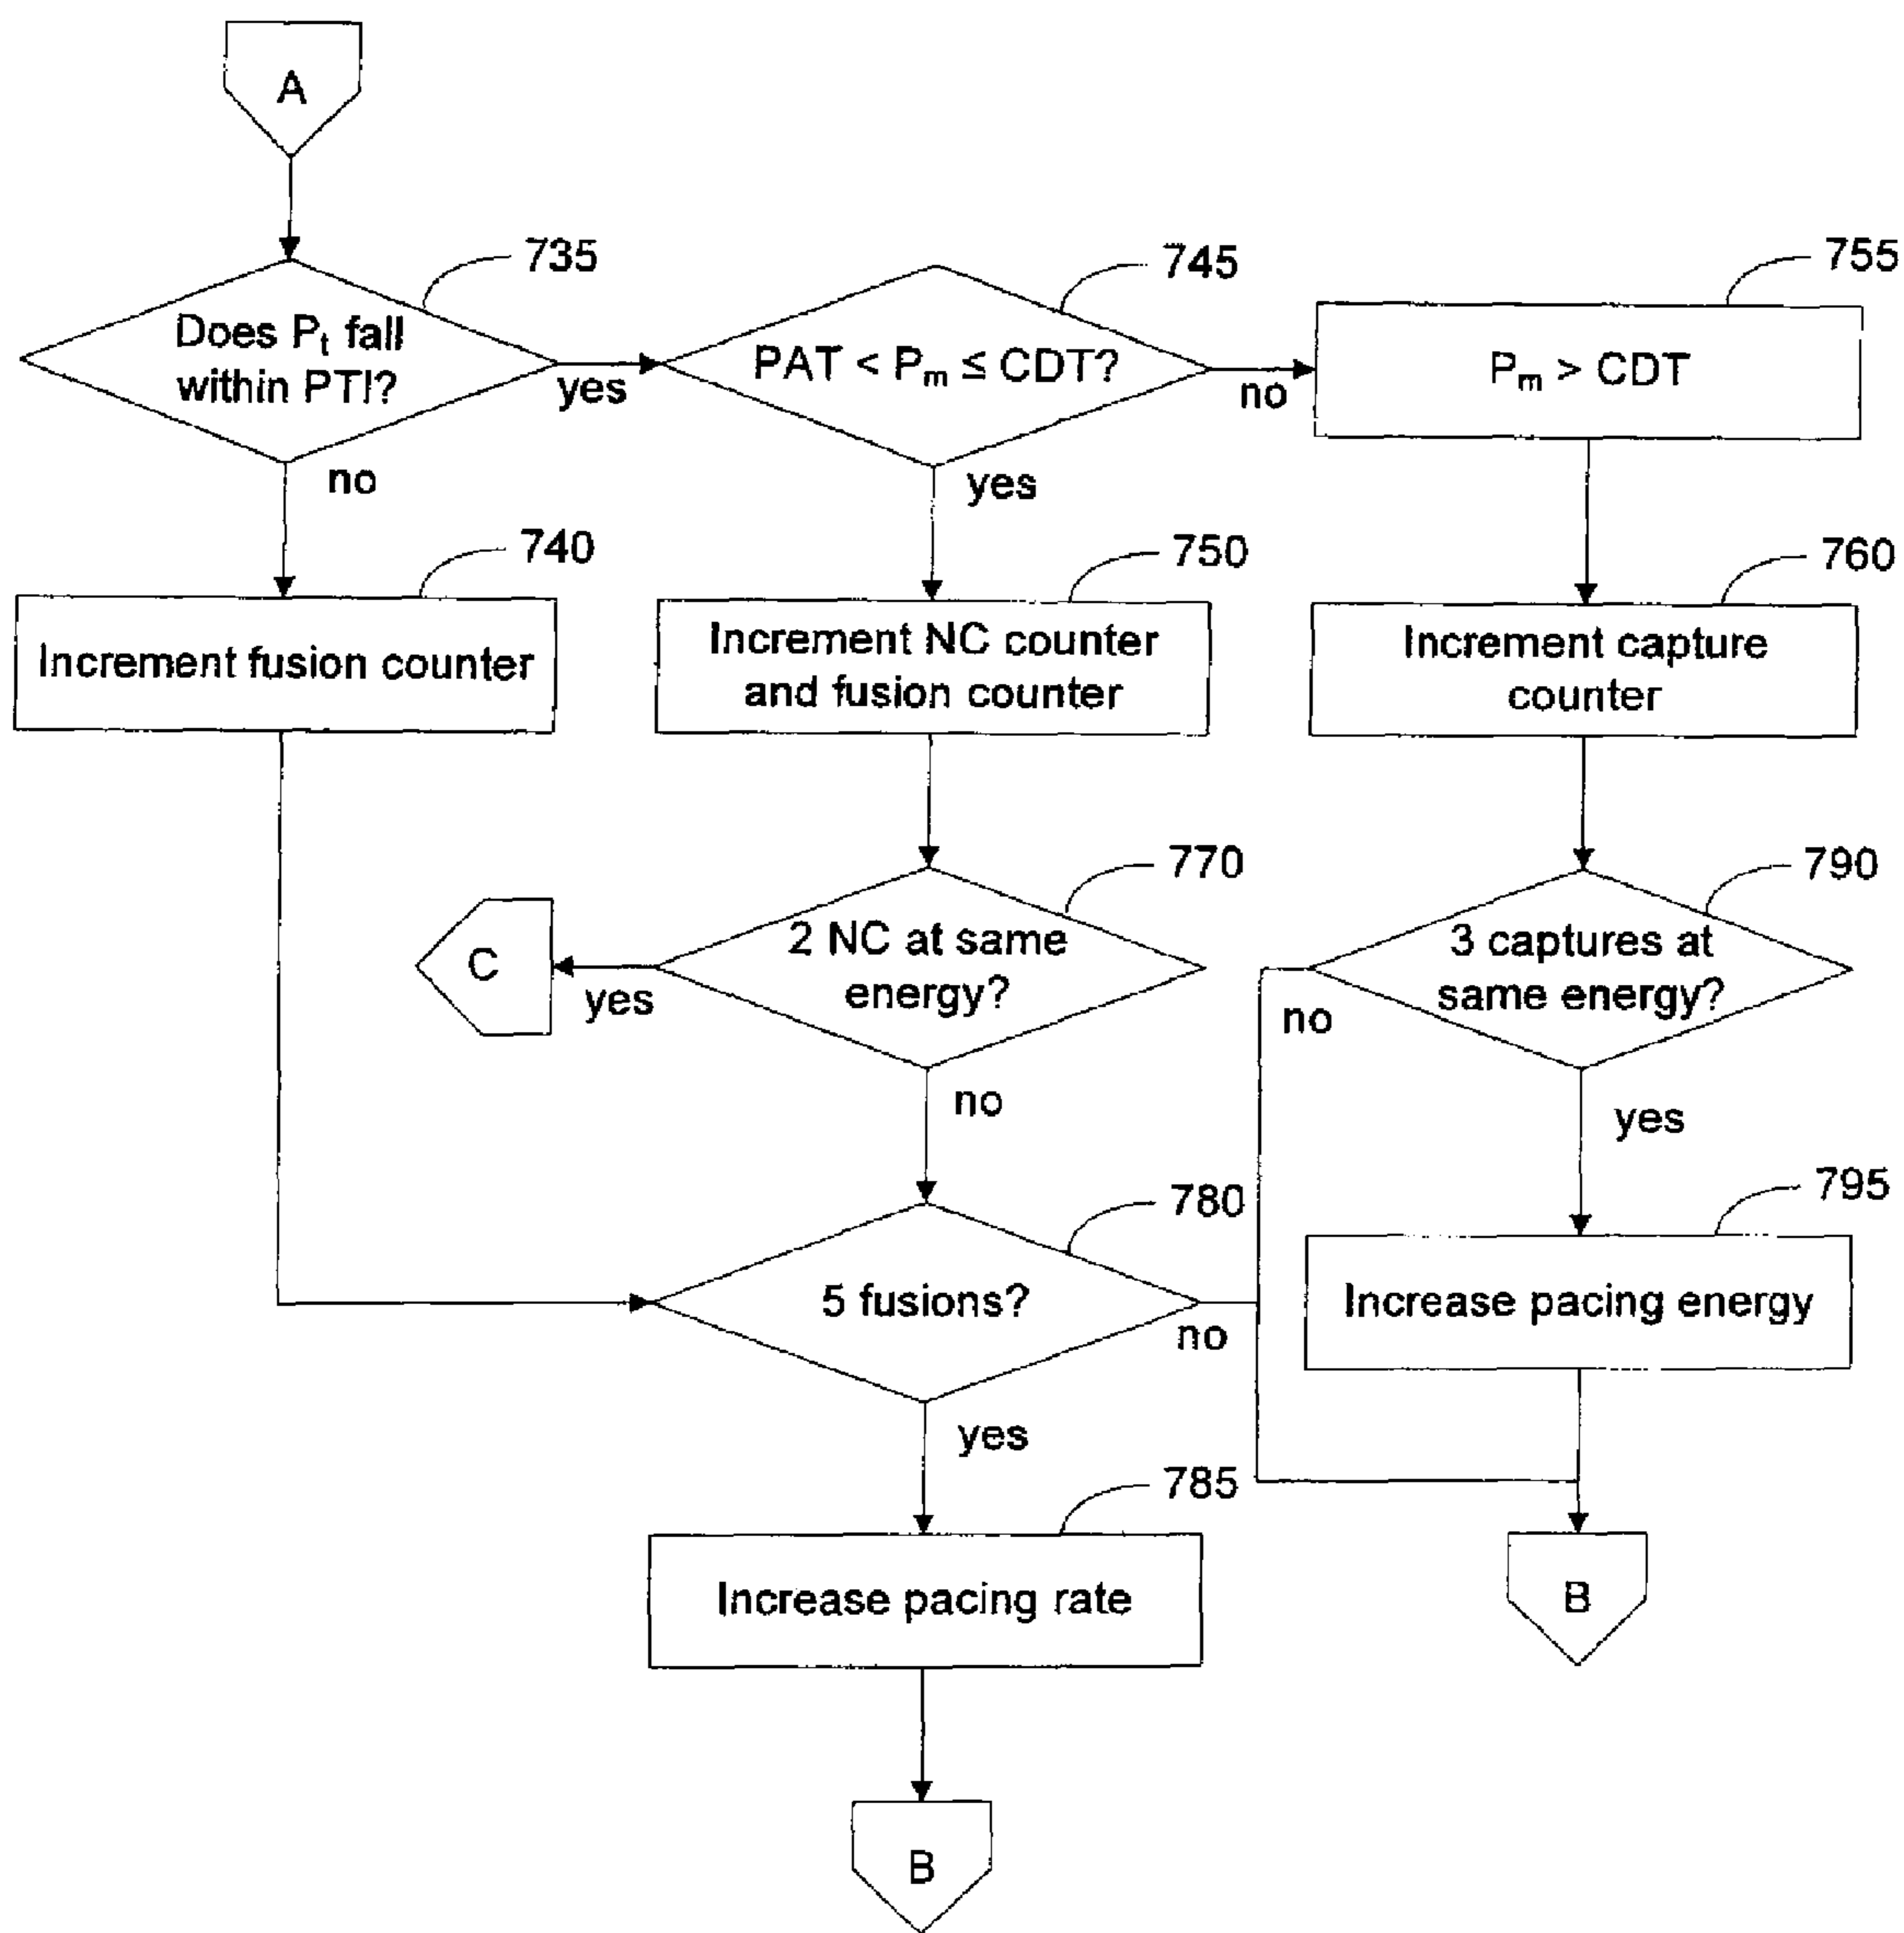 A
735
Does Pt fall
within PTI?
yes
no
745
PAT < Pm ≤ CDT?
no
yes
755
Pm > CDT
740
Increment fusion counter
750
Increment NC counter
and fusion counter
760
Increment capture
counter
770
2 NC at same
energy?
yes
no
C
790
3 captures at
same energy?
no
yes
780
5 fusions?
no
yes
795
Increase pacing energy
785
Increase pacing rate
B
B